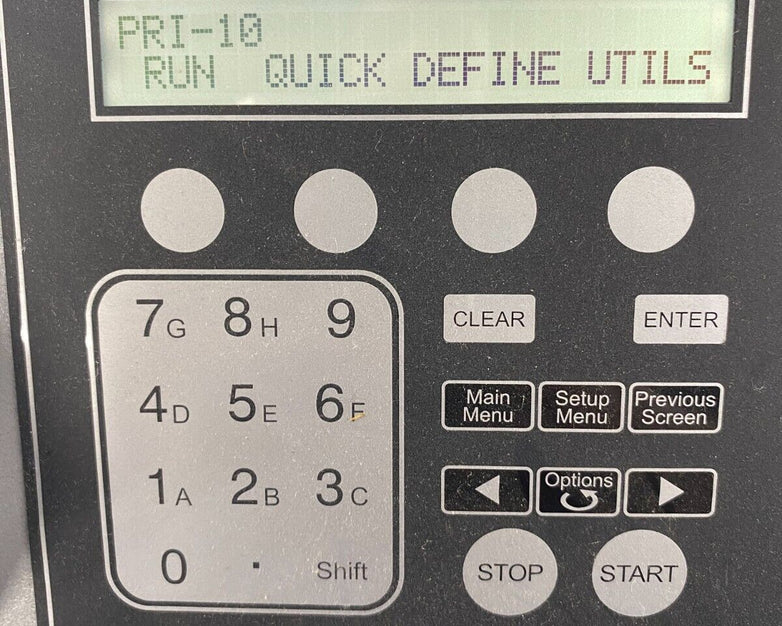 PRI-10
RUN QUICK DEFINE UTILS
7G 8H 9
CLEAR ENTER
4D 5E 6F
Main Menu Setup Menu Previous Screen
1A 2B 3C
Options
0 . Shift
STOP START